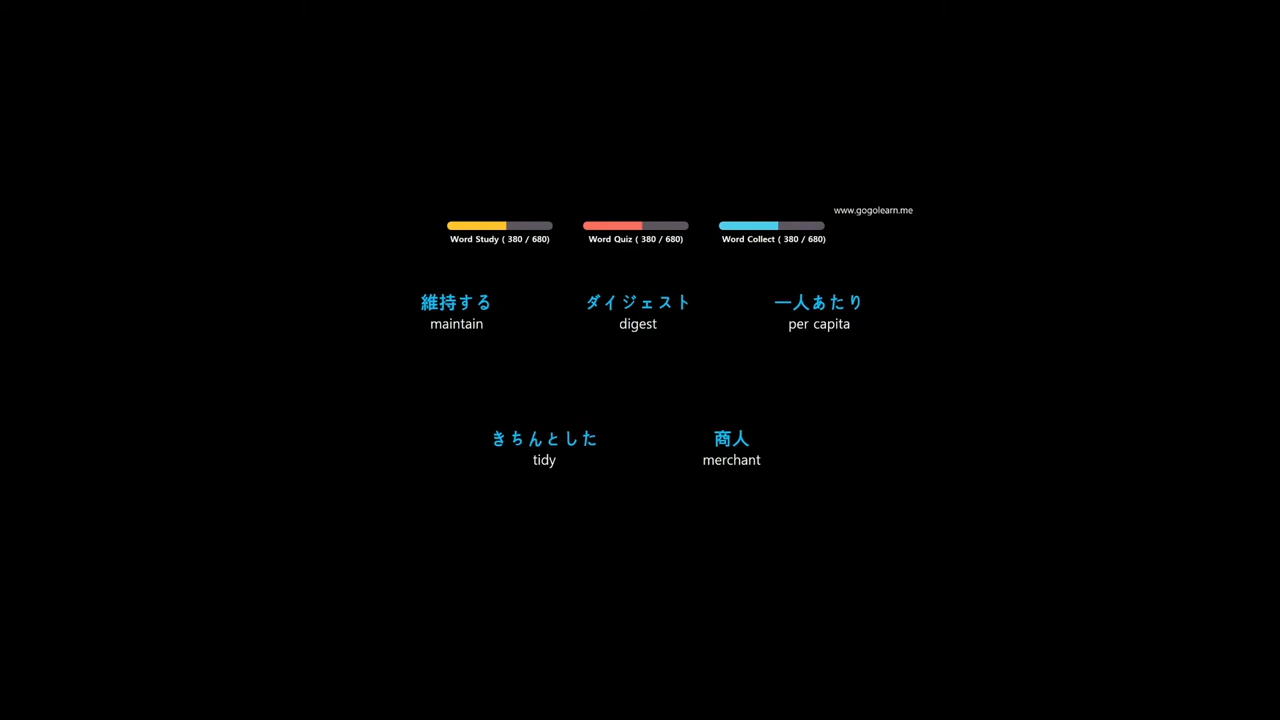 www.gogolearn.me
Word Study ( 380 / 680)
Word Quiz ( 380 / 680)
Word Collect ( 380 / 680)
維持する
maintain
ダイジェスト
digest
一人あたり
per capita
きちんとした
tidy
商人
merchant